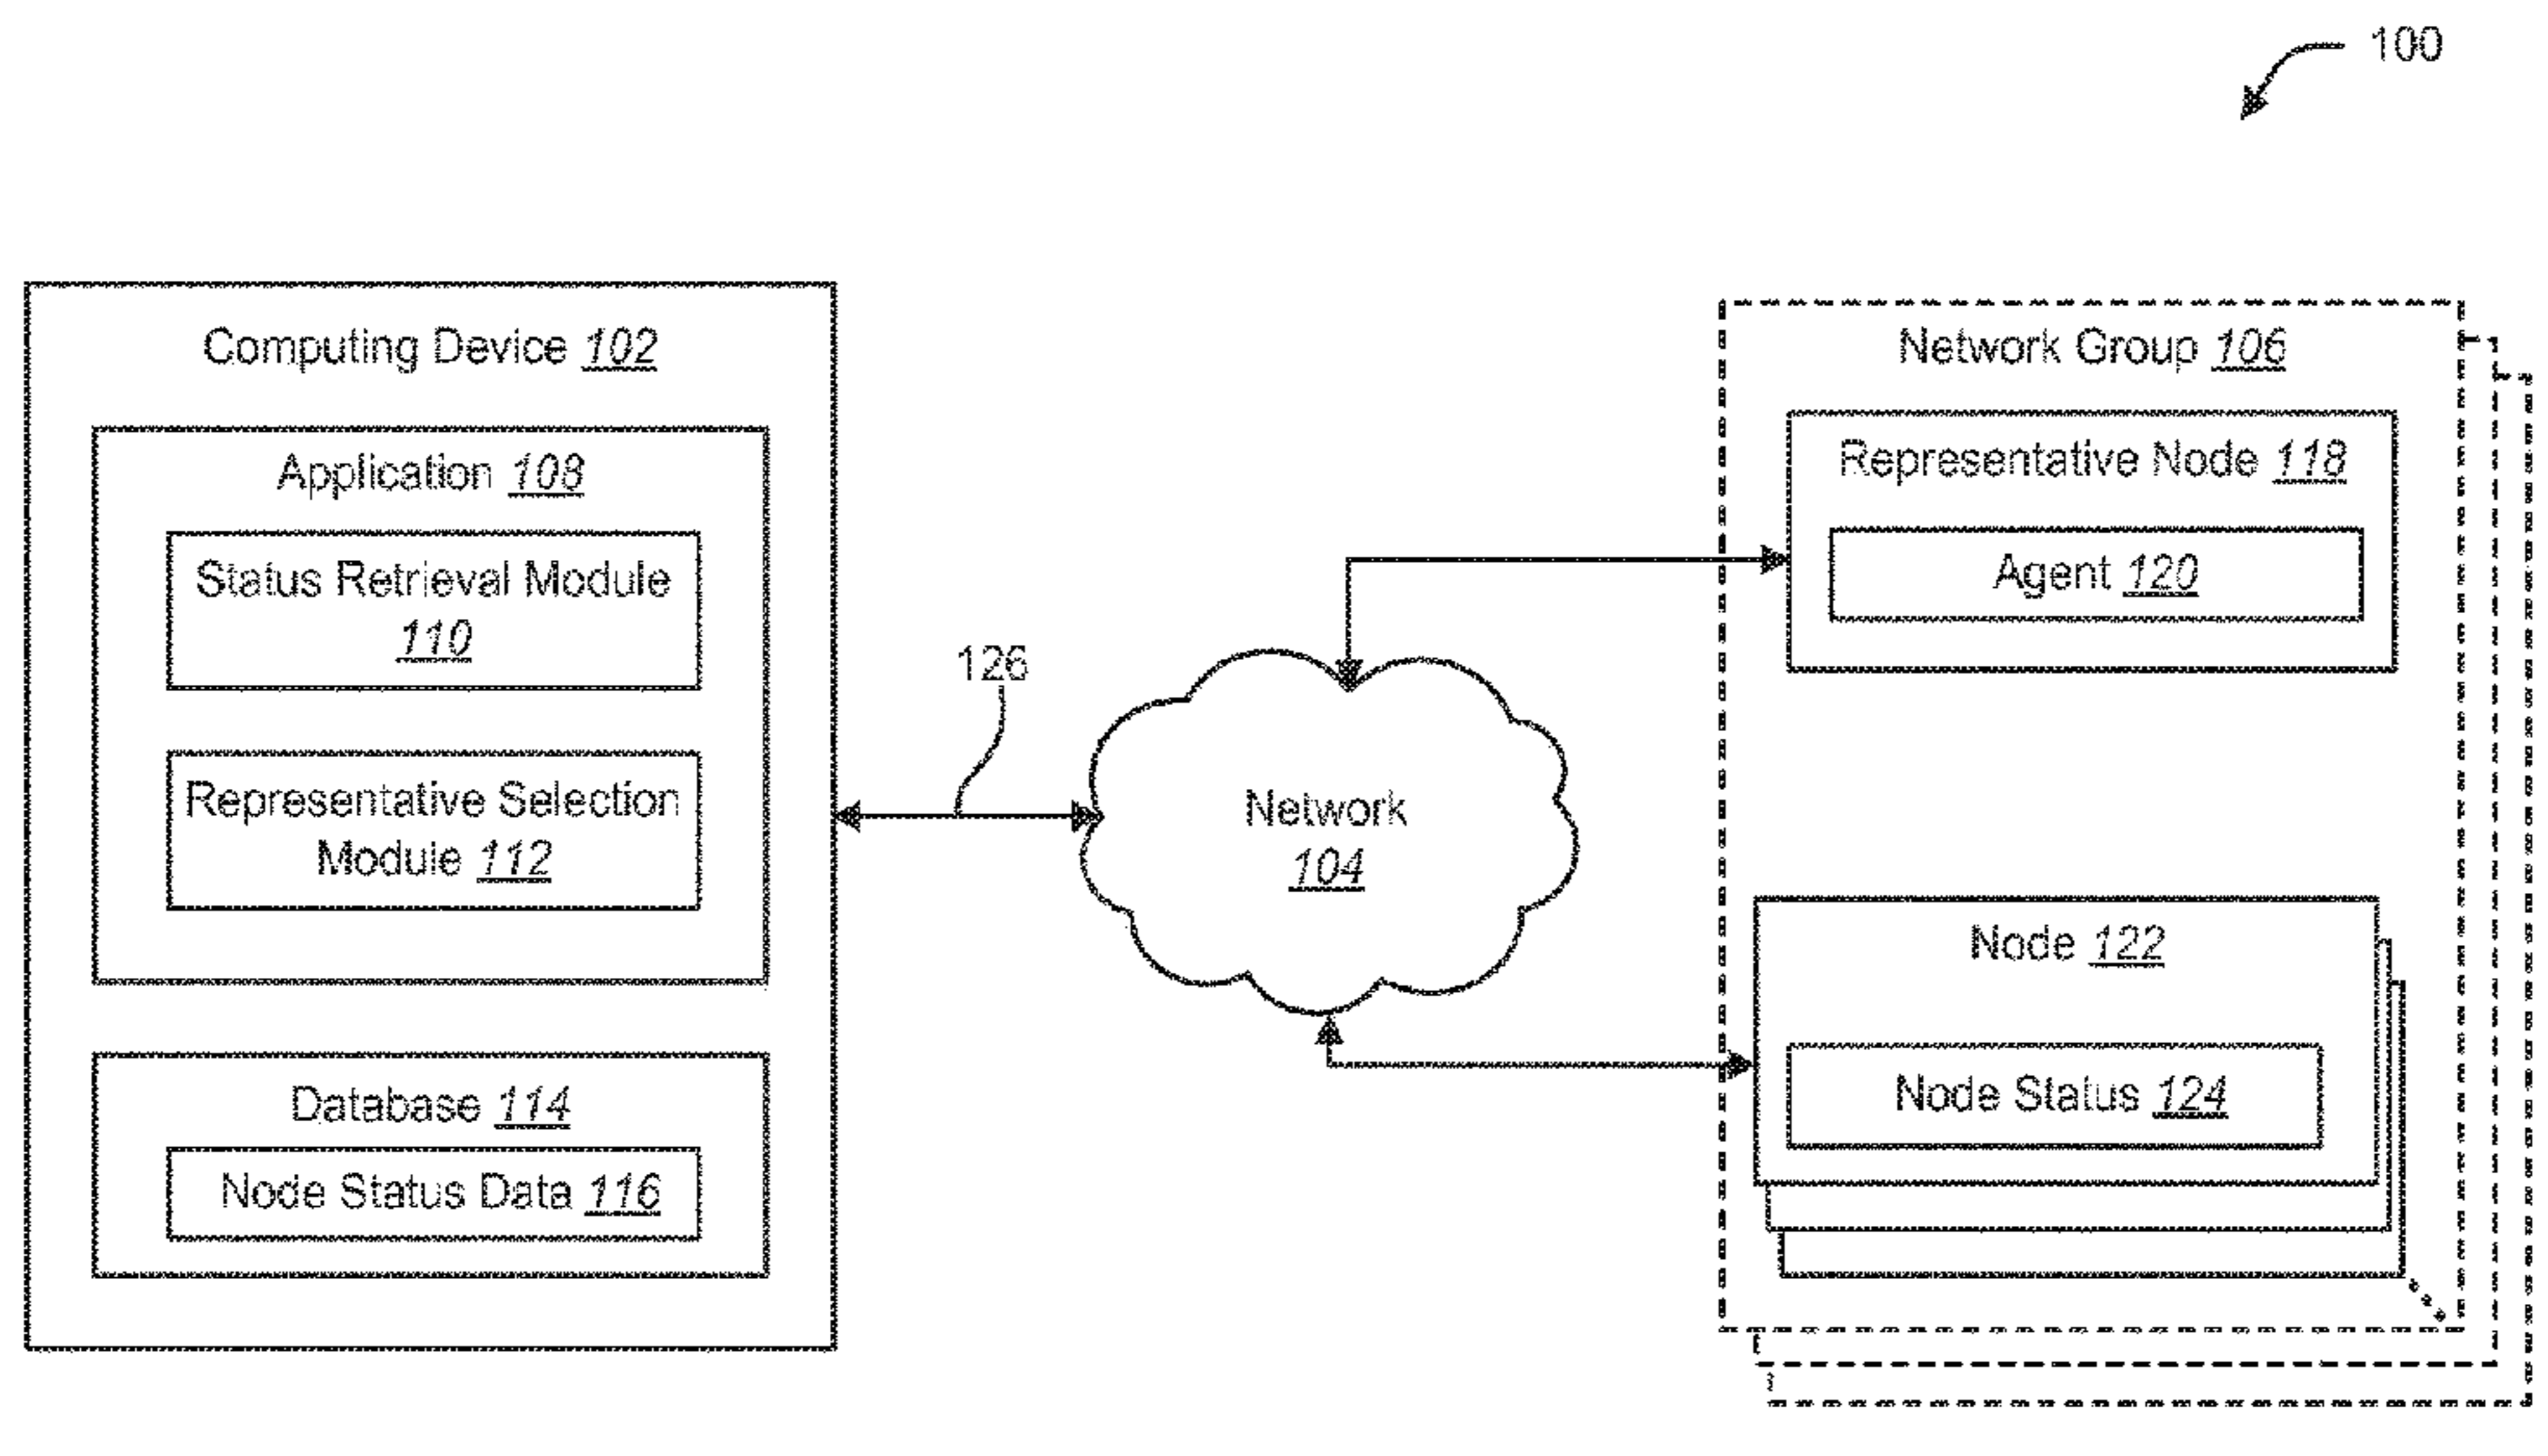 100
Computing Device 102
Application 108
Status Retrieval Module
110
Representative Selection
Module 112
Database 114
Node Status Data 116
126
Network
104
Network Group 106
Representative Node 118
Agent 120
Node 122
Node Status 124